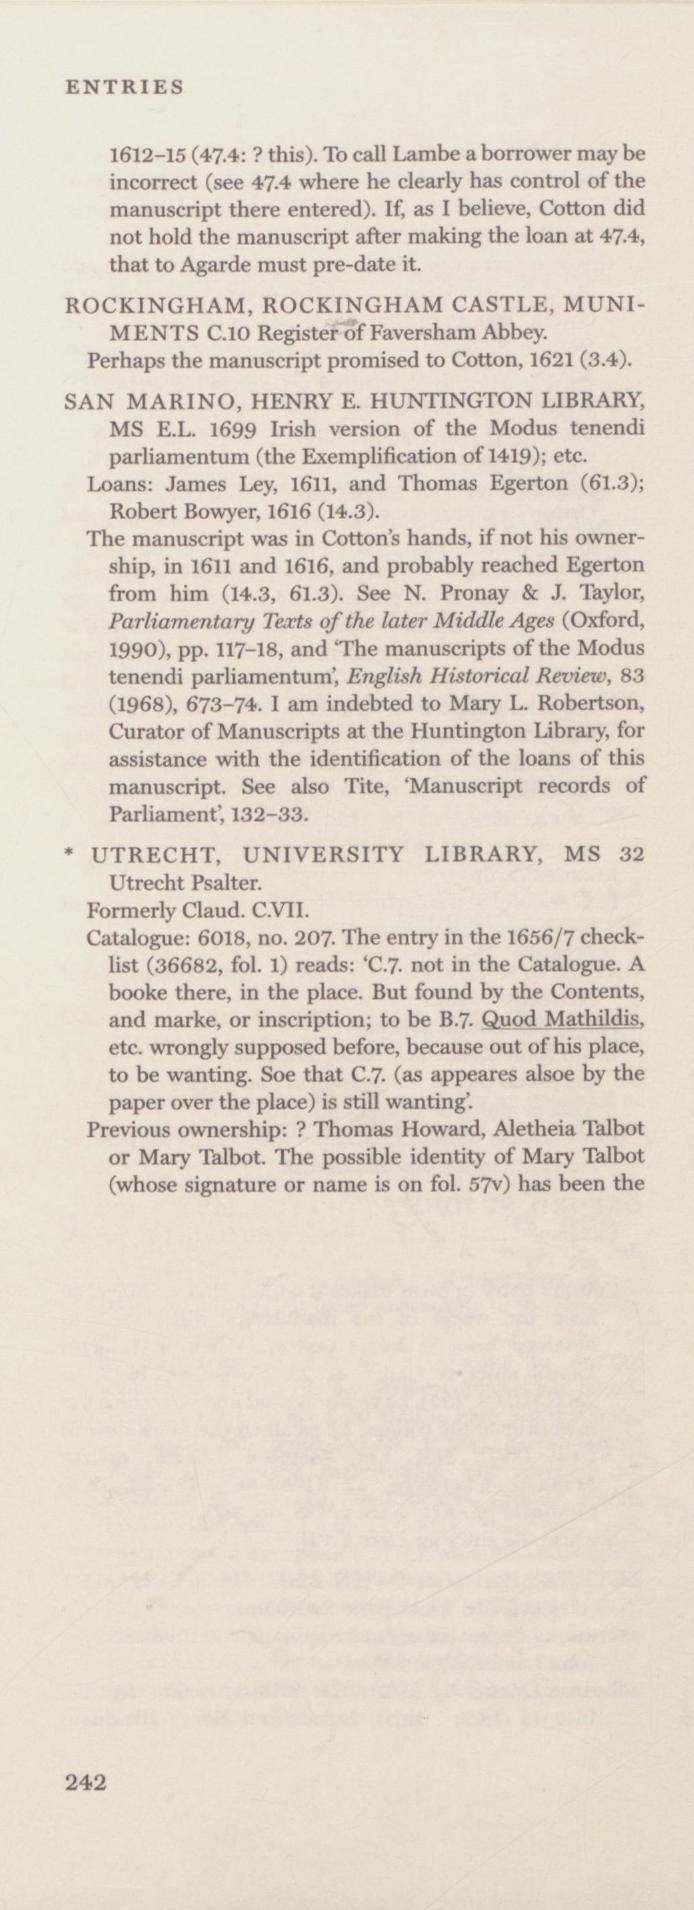 ENTRIES
1612–15 (47.4: ? this). To call Lambe a borrower may be
incorrect (see 47.4 where he clearly has control of the
manuscript there entered). If, as I believe, Cotton did
not hold the manuscript after making the loan at 47.4,
that to Agarde must pre-date it.
ROCKINGHAM, ROCKINGHAM CASTLE, MUNI-
MENTS C.10 Register of Faversham Abbey.
Perhaps the manuscript promised to Cotton, 1621 (3.4).
SAN MARINO, HENRY E. HUNTINGTON LIBRARY,
MS E.L. 1699 Irish version of the Modus tenendi
parliamentum (the Exemplification of 1419); etc.
Loans: James Ley, 1611, and Thomas Egerton (61.3);
Robert Bowyer, 1616 (14.3).
The manuscript was in Cotton's hands, if not his owner-
ship, in 1611 and 1616, and probably reached Egerton
from him (14.3, 61.3). See N. Pronay & J. Taylor,
Parliamentary Texts of the later Middle Ages (Oxford,
1990), pp. 117–18, and 'The manuscripts of the Modus
tenendi parliamentum', English Historical Review, 83
(1968), 673–74. I am indebted to Mary L. Robertson,
Curator of Manuscripts at the Huntington Library, for
assistance with the identification of the loans of this
manuscript. See also Tite, 'Manuscript records of
Parliament', 132–33.
* UTRECHT, UNIVERSITY LIBRARY, MS 32
Utrecht Psalter.
Formerly Claud. C.VII.
Catalogue: 6018, no. 207. The entry in the 1656/7 check-
list (36682, fol. 1) reads: 'C.7. not in the Catalogue. A
booke there, in the place. But found by the Contents,
and marke, or inscription; to be B.7. Quod Mathildis,
etc. wrongly supposed before, because out of his place,
to be wanting. Soe that C.7. (as appeares alsoe by the
paper over the place) is still wanting'.
Previous ownership: ? Thomas Howard, Aletheia Talbot
or Mary Talbot. The possible identity of Mary Talbot
(whose signature or name is on fol. 57v) has been the
242